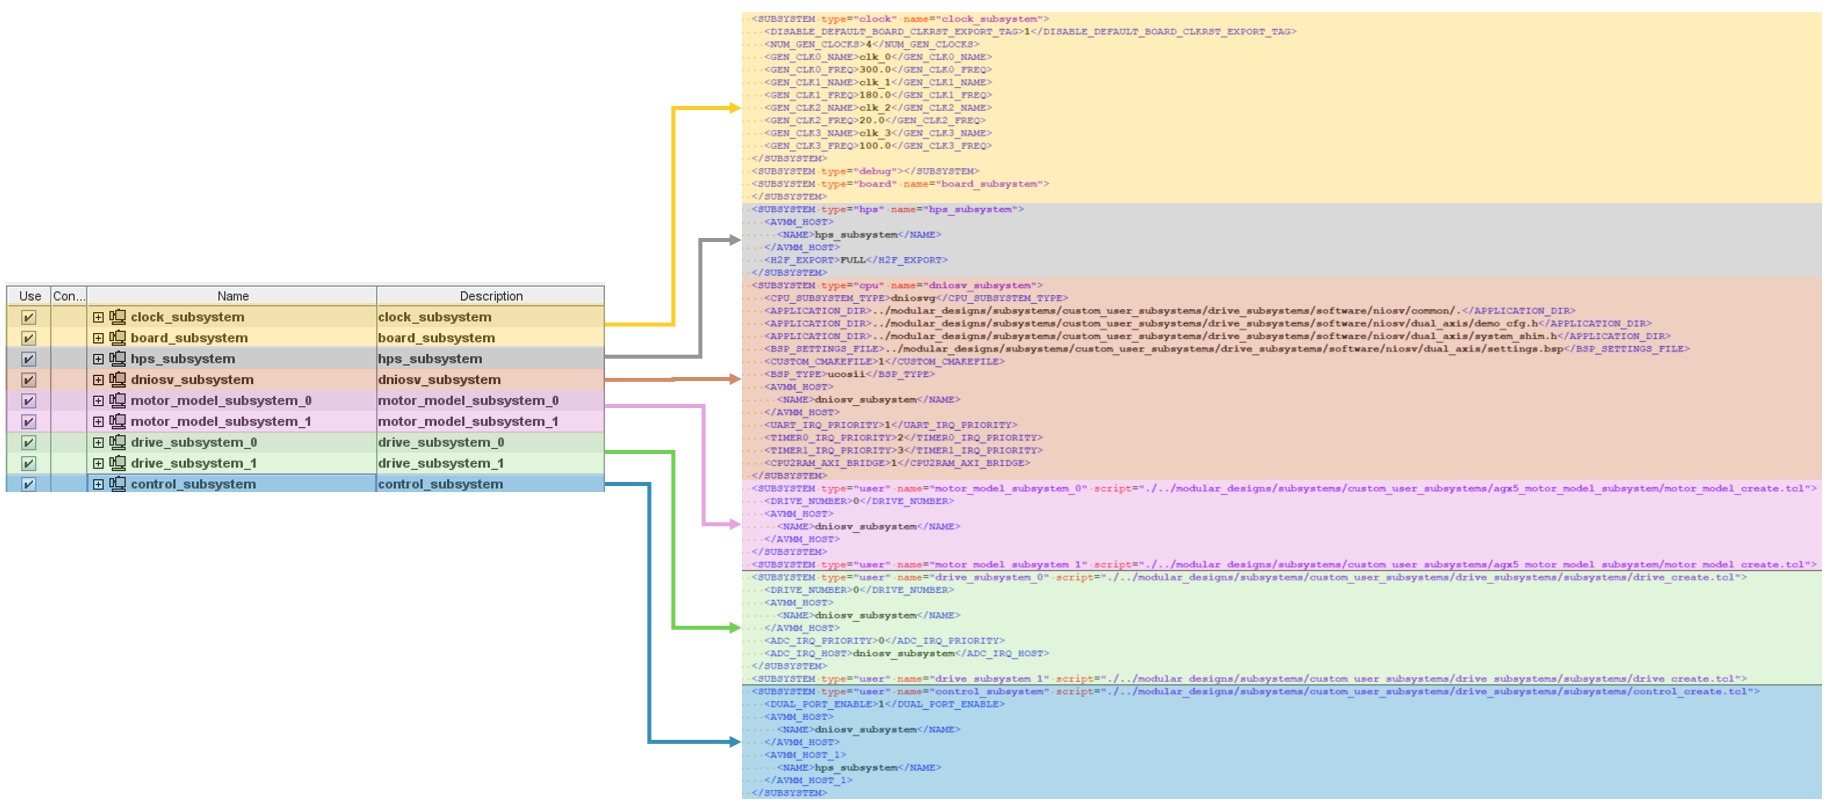 Use Con... Name Description
clock_subsystem clock_subsystem
board_subsystem board_subsystem
hps_subsystem hps_subsystem
dniosv_subsystem dniosv_subsystem
motor_model_subsystem_0 motor_model_subsystem_0
motor_model_subsystem_1 motor_model_subsystem_1
drive_subsystem_0 drive_subsystem_0
drive_subsystem_1 drive_subsystem_1
control_subsystem control_subsystem
<SUBSYSTEM type="clock" name="clock_subsystem">
<DISABLE_DEFAULT_BOARD_CLKRST_EXPORT_TAG>1</DISABLE_DEFAULT_BOARD_CLKRST_EXPORT_TAG>
<NUM_GEN_CLOCKS>4</NUM_GEN_CLOCKS>
<GEN_CLK0_NAME>clk_0</GEN_CLK0_NAME>
<GEN_CLK0_FREQ>300.0</GEN_CLK0_FREQ>
<GEN_CLK1_NAME>clk_1</GEN_CLK1_NAME>
<GEN_CLK1_FREQ>180.0</GEN_CLK1_FREQ>
<GEN_CLK2_NAME>clk_2</GEN_CLK2_NAME>
<GEN_CLK2_FREQ>20.0</GEN_CLK2_FREQ>
<GEN_CLK3_NAME>clk_3</GEN_CLK3_NAME>
<GEN_CLK3_FREQ>100.0</GEN_CLK3_FREQ>
</SUBSYSTEM>
<SUBSYSTEM type="debug"></SUBSYSTEM>
<SUBSYSTEM type="board" name="board_subsystem">
</SUBSYSTEM>
<SUBSYSTEM type="hps" name="hps_subsystem">
<AVMM_HOST>
<NAME>hps_subsystem</NAME>
</AVMM_HOST>
<H2F_EXPORT>FULL</H2F_EXPORT>
</SUBSYSTEM>
<SUBSYSTEM type="cpu" name="dniosv_subsystem">
<CPU_SUBSYSTEM_TYPE>dniosvg</CPU_SUBSYSTEM_TYPE>
<APPLICATION_DIR>../modular_designs/subsystems/custom_user_subsystems/drive_subsystems/software/niosv/common/.</APPLICATION_DIR>
<APPLICATION_DIR>../modular_designs/subsystems/custom_user_subsystems/drive_subsystems/software/niosv/dual_axis/demo_cfg.h</APPLICATION_DIR>
<APPLICATION_DIR>../modular_designs/subsystems/custom_user_subsystems/drive_subsystems/software/niosv/dual_axis/system_shim.h</APPLICATION_DIR>
<BSP_SETTINGS_FILE>../modular_designs/subsystems/custom_user_subsystems/drive_subsystems/software/niosv/dual_axis/settings.bsp</BSP_SETTINGS_FILE>
<CUSTOM_CMAKEFILE>1</CUSTOM_CMAKEFILE>
<BSP_TYPE>ucosii</BSP_TYPE>
<AVMM_HOST>
<NAME>dniosv_subsystem</NAME>
</AVMM_HOST>
<UART_IRQ_PRIORITY>1</UART_IRQ_PRIORITY>
<TIMER0_IRQ_PRIORITY>2</TIMER0_IRQ_PRIORITY>
<TIMER1_IRQ_PRIORITY>3</TIMER1_IRQ_PRIORITY>
<CPU2RAM_AXI_BRIDGE>1</CPU2RAM_AXI_BRIDGE>
</SUBSYSTEM>
<SUBSYSTEM type="user" name="motor_model_subsystem_0" script="./../modular_designs/subsystems/custom_user_subsystems/agx5_motor_model_subsystem/motor_model_create.tcl">
<DRIVE_NUMBER>0</DRIVE_NUMBER>
<AVMM_HOST>
<NAME>dniosv_subsystem</NAME>
</AVMM_HOST>
</SUBSYSTEM>
<SUBSYSTEM type="user" name="motor_model_subsystem_1" script="./../modular_designs/subsystems/custom_user_subsystems/agx5_motor_model_subsystem/motor_model_create.tcl">
<SUBSYSTEM type="user" name="drive_subsystem_0" script="./../modular_designs/subsystems/custom_user_subsystems/drive_subsystems/subsystems/drive_create.tcl">
<DRIVE_NUMBER>0</DRIVE_NUMBER>
<AVMM_HOST>
<NAME>dniosv_subsystem</NAME>
</AVMM_HOST>
<ADC_IRQ_PRIORITY>0</ADC_IRQ_PRIORITY>
<ADC_IRQ_HOST>dniosv_subsystem</ADC_IRQ_HOST>
</SUBSYSTEM>
<SUBSYSTEM type="user" name="drive_subsystem_1" script="./../modular_designs/subsystems/custom_user_subsystems/drive_subsystems/subsystems/drive_create.tcl">
<SUBSYSTEM type="user" name="control_subsystem" script="./../modular_designs/subsystems/custom_user_subsystems/drive_subsystems/subsystems/control_create.tcl">
<DUAL_PORT_ENABLE>1</DUAL_PORT_ENABLE>
<AVMM_HOST>
<NAME>dniosv_subsystem</NAME>
</AVMM_HOST>
<AVMM_HOST_1>
<NAME>hps_subsystem</NAME>
</AVMM_HOST_1>
</SUBSYSTEM>